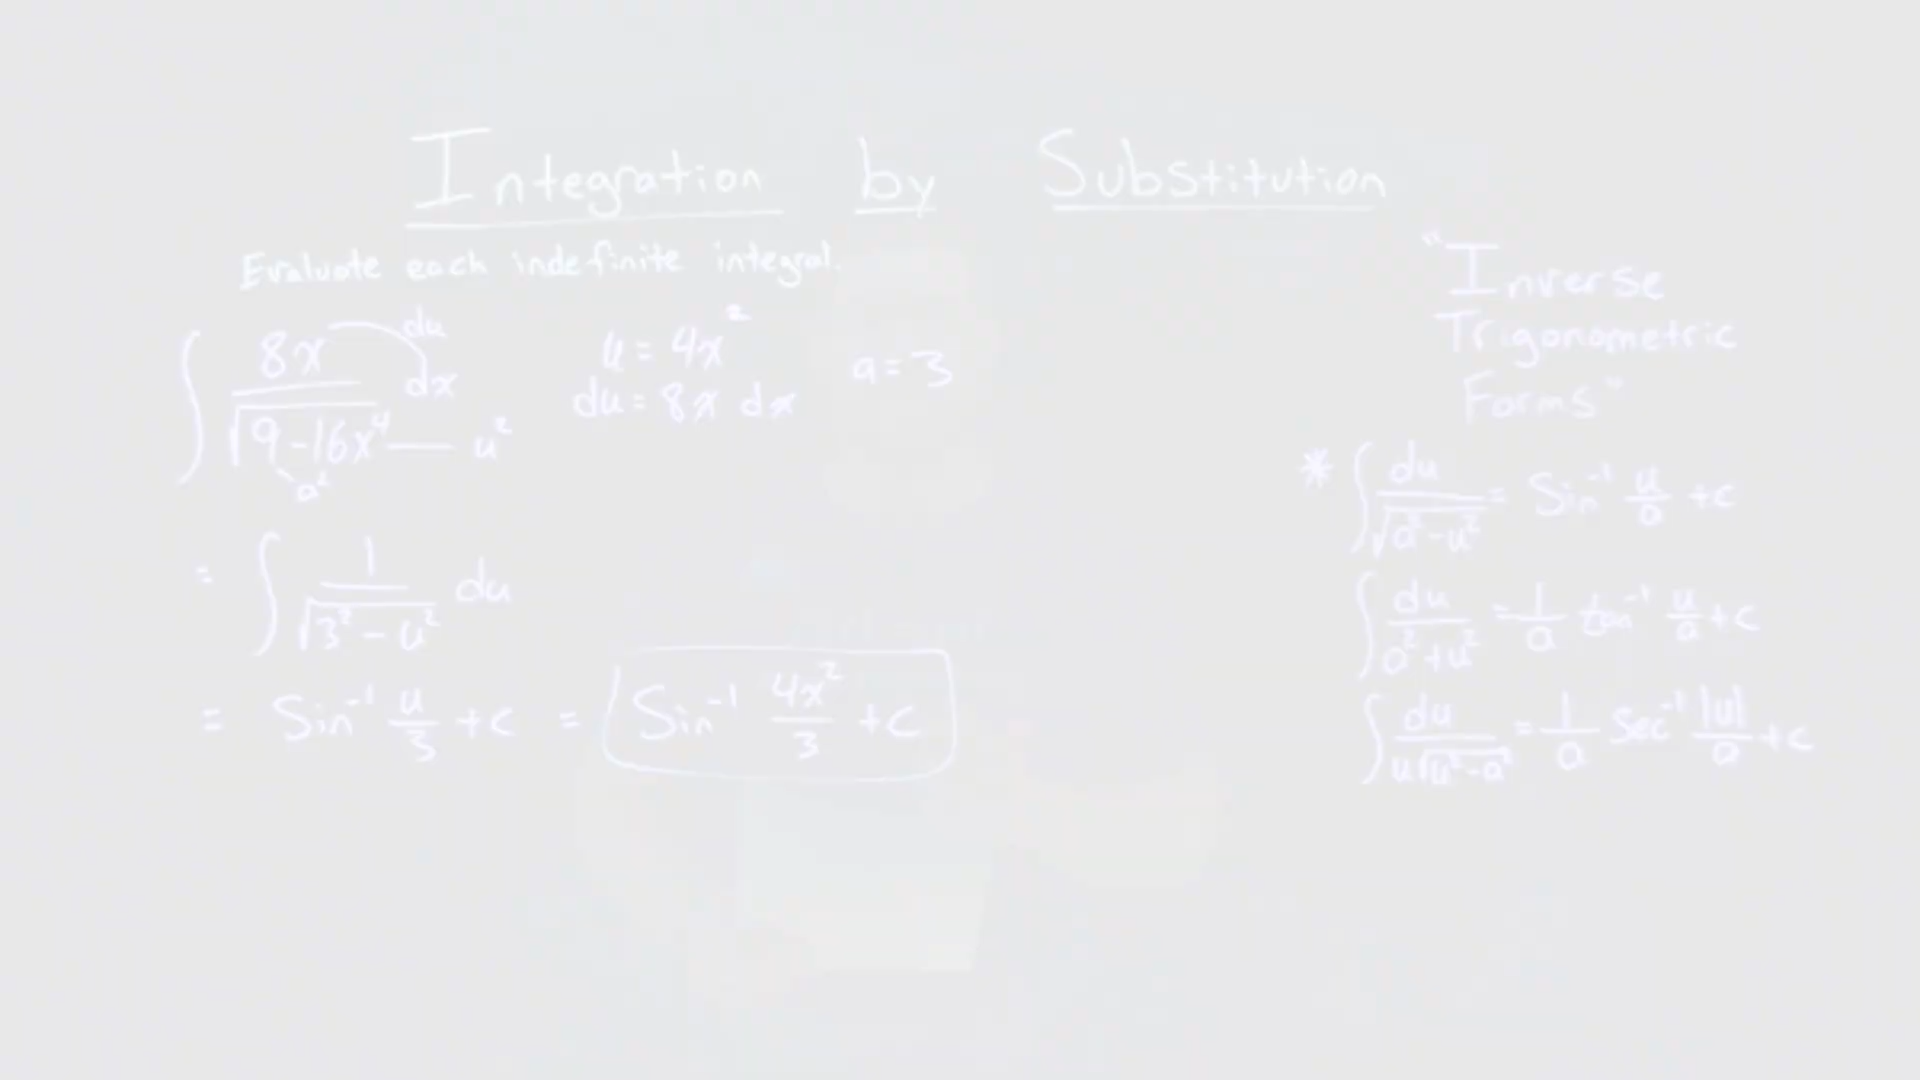 Integration by Substitution
Evaluate each indefinite integral.
∫ 8x / √(9 - 16x⁴) dx
du
u²
a²
u = 4x²
du = 8x dx
a = 3
= ∫ 1 / √(3² - u²) du
= Sin⁻¹ u/3 + c = Sin⁻¹ 4x²/3 + c
"Inverse
Trigonometric
Forms"
* ∫ du / √(a² - u²) = Sin⁻¹ u/a + c
∫ du / (a² + u²) = 1/a tan⁻¹ u/a + c
∫ du / (u√(u² - a²)) = 1/a Sec⁻¹ |u|/a + c